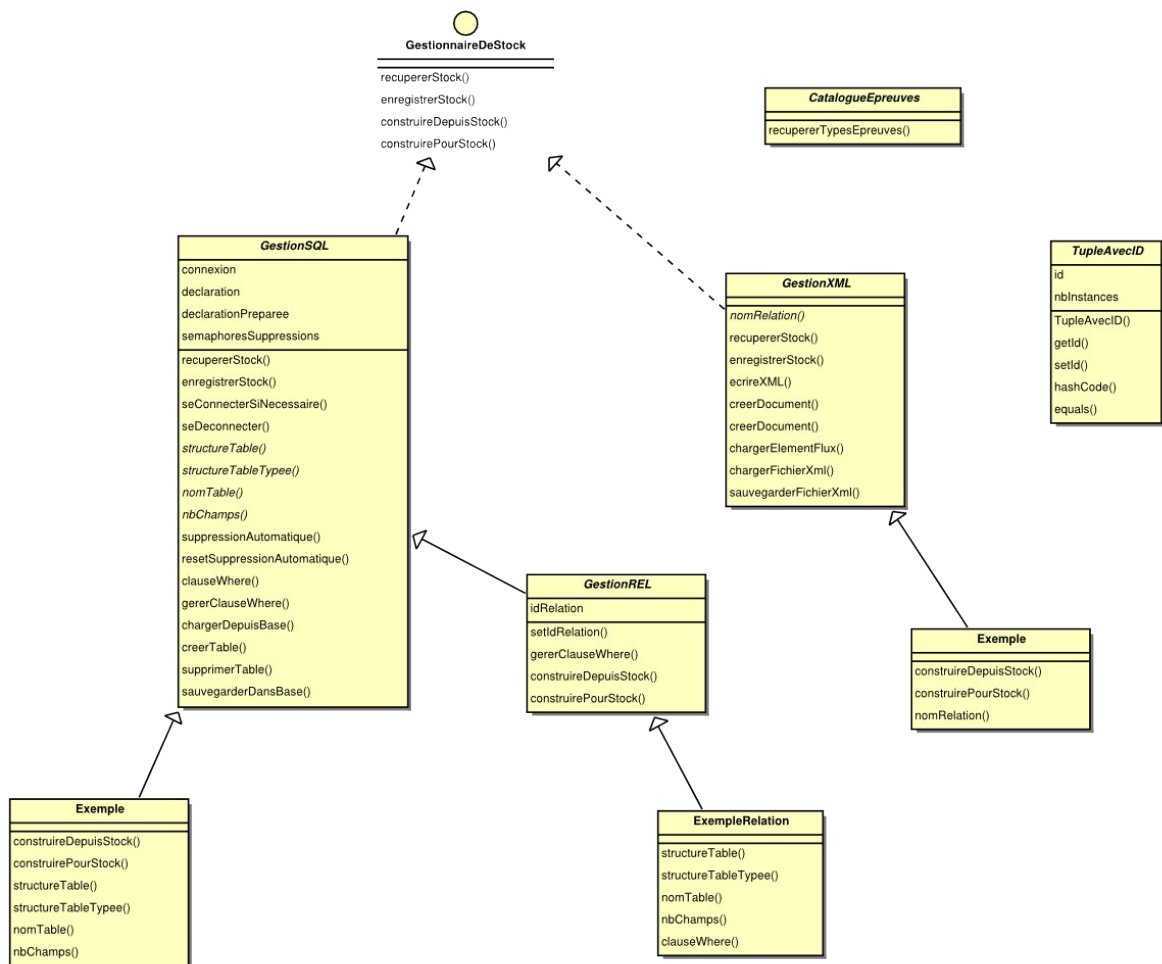 GestionnaireDeStock
recupererStock()
enregistrerStock()
construireDepuisStock()
construirePourStock()
CatalogueEpreuves
recupererTypesEpreuves()
GestionSQL
connexion
declaration
declarationPreparee
semaphoresSuppressions
recupererStock()
enregistrerStock()
seConnecterSiNecessaire()
seDeconnecter()
structureTable()
structureTableTypee()
nomTable()
nbChamps()
suppressionAutomatique()
resetSuppressionAutomatique()
clauseWhere()
gererClauseWhere()
chargerDepuisBase()
creerTable()
supprimerTable()
sauvegarderDansBase()
GestionXML
nomRelation()
recupererStock()
enregistrerStock()
ecrireXML()
creerDocument()
creerDocument()
chargerElementFlux()
chargerFichierXml()
sauvegarderFichierXml()
TupleAvecID
id
nbInstances
TupleAvecID()
getId()
setId()
hashCode()
equals()
GestionREL
idRelation
setIdRelation()
gererClauseWhere()
construireDepuisStock()
construirePourStock()
Exemple
construireDepuisStock()
construirePourStock()
nomRelation()
Exemple
construireDepuisStock()
construirePourStock()
structureTable()
structureTableTypee()
nomTable()
nbChamps()
ExempleRelation
structureTable()
structureTableTypee()
nomTable()
nbChamps()
clauseWhere()